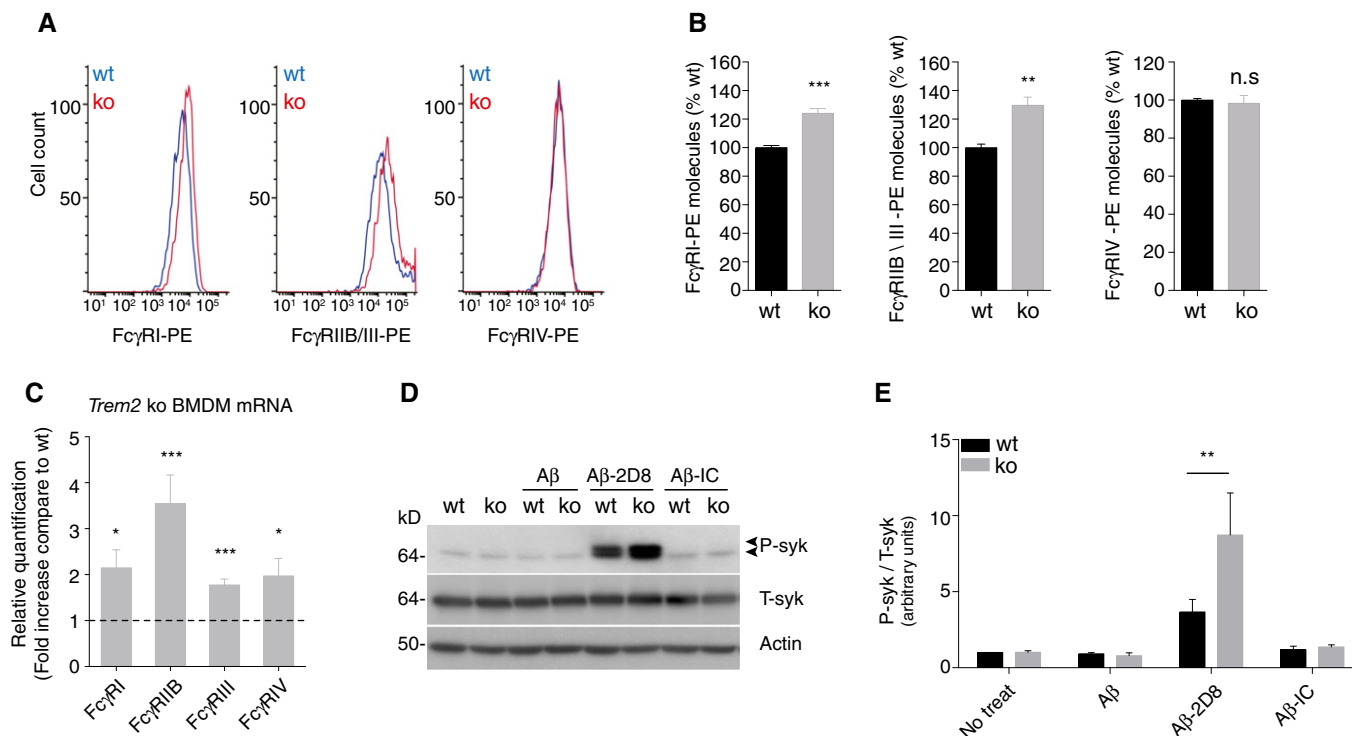 A
wt
ko
wt
ko
wt
ko
Cell count
100
50
100
50
100
50
10¹ 10² 10³ 10⁴ 10⁵
10¹ 10² 10³ 10⁴ 10⁵
10¹ 10² 10³ 10⁴ 10⁵
FcγRI-PE
FcγRIIB/III-PE
FcγRIV-PE
B
FcγRI-PE molecules (% wt)
160
140
120
100
80
60
40
20
0
***
wt ko
FcγRIIB \ III -PE molecules (% wt)
160
140
120
100
80
60
40
20
0
**
wt ko
FcγRIV -PE molecules (% wt)
120
100
80
60
40
20
0
n.s
wt ko
C
Trem2 ko BMDM mRNA
Relative quantification
(Fold increase compare to wt)
5
4
3
2
1
0
*
***
***
*
FcγRI
FcγRIIB
FcγRIII
FcγRIV
D
Aβ Aβ-2D8 Aβ-IC
wt ko wt ko wt ko wt ko
kD
64- P-syk
64- T-syk
50- Actin
E
wt
ko
P-syk / T-syk
(arbitrary units)
15
10
5
0
**
No treat
Aβ
Aβ-2D8
Aβ-IC